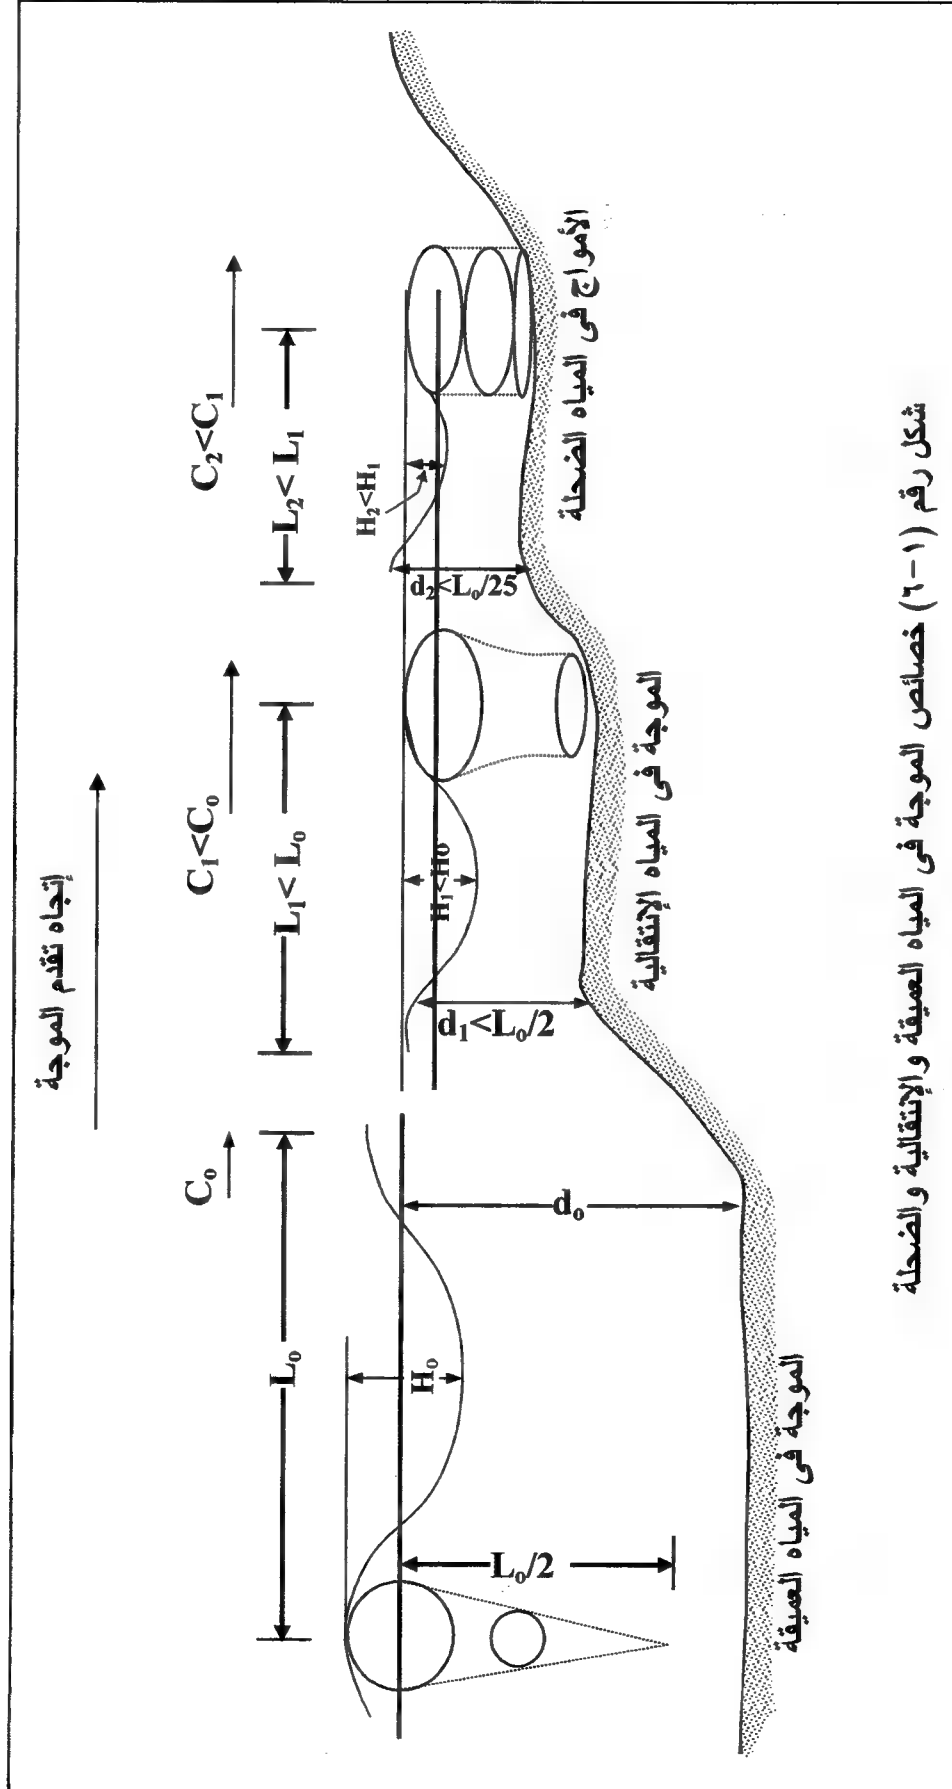 إتجاه تقدم الموجة
C₀
C₁<C₀
C₂<C₁
L₀
L₁< L₀
L₂< L₁
H₀
H₁<H₀
H₂<H₁
L₀/2
d₀
d₁<L₀/2
d₂<L₀/25
الموجة فى المياه العميقة
الموجة فى المياه الإنتقالية
الأمواج فى المياه الضحلة
شكل رقم (١-٦) خصائص الموجة فى المياه العميقة والإنتقالية والضحلة